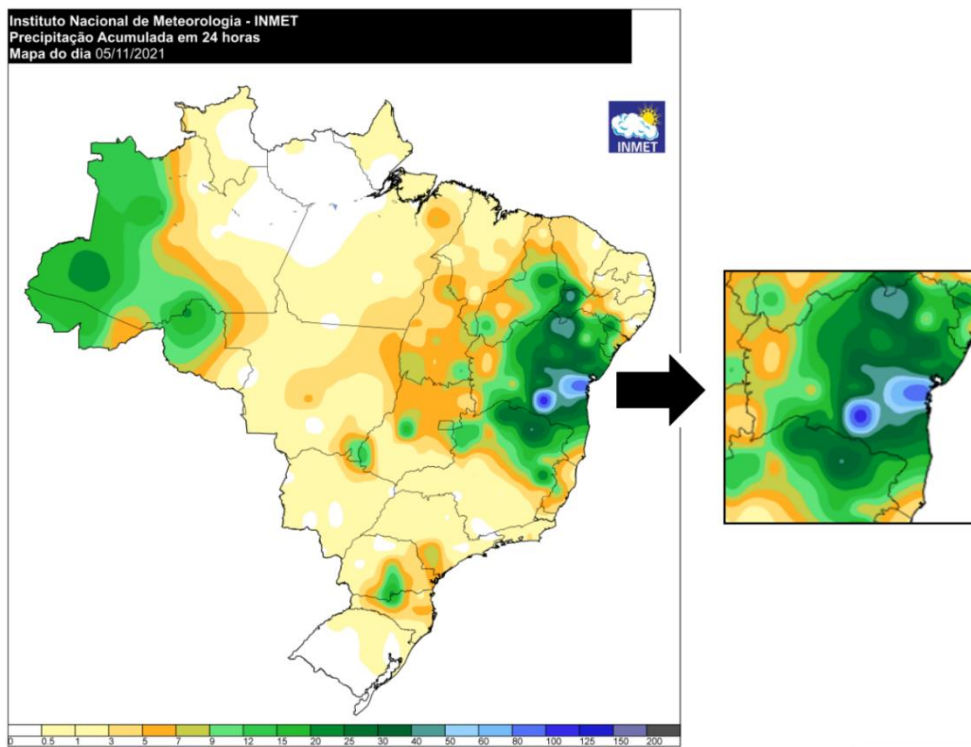 Instituto Nacional de Meteorologia - INMET
Precipitação Acumulada em 24 horas
Mapa do dia 05/11/2021
INMET
0 0.5 1 3 5 7 9 12 15 20 25 30 40 50 60 80 100 125 150 200